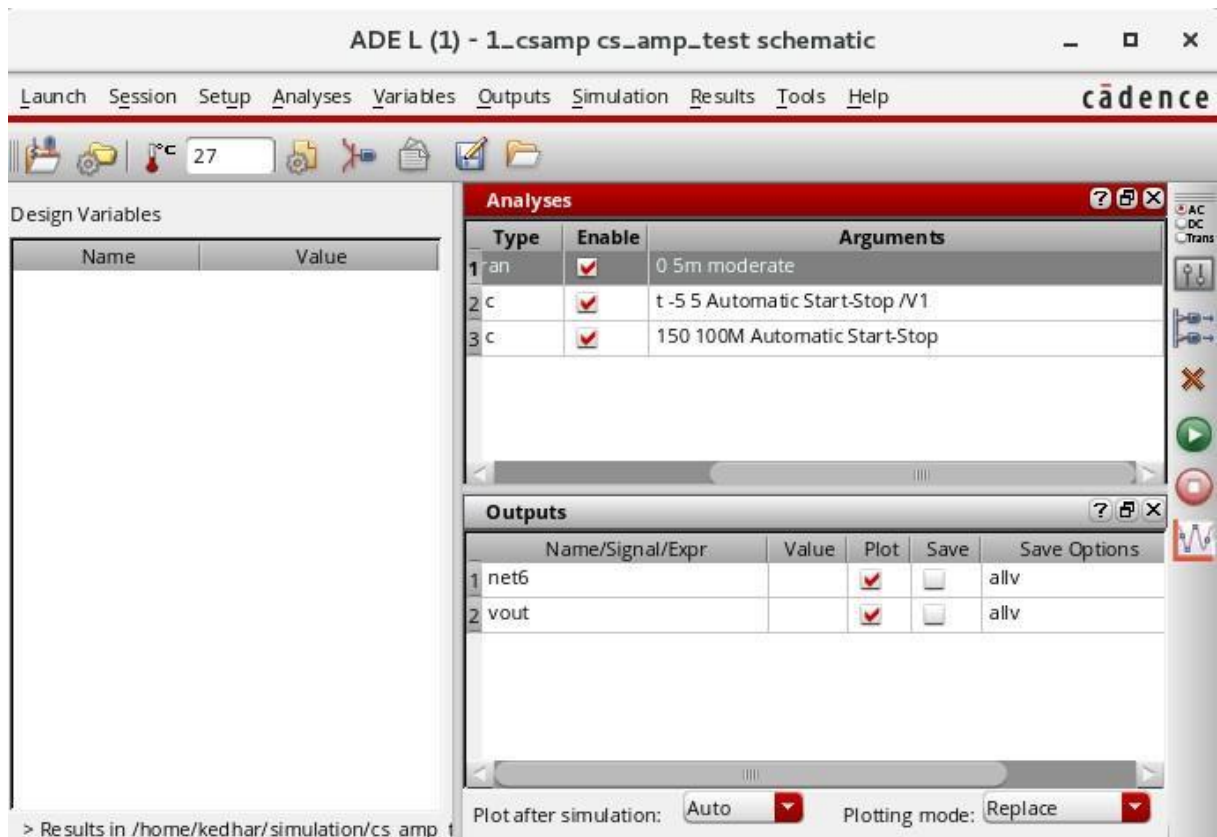 ADE L (1) - 1_csamp cs_amp_test schematic
Launch Session Setup Analyses Variables Outputs Simulation Results Tools Help cādence
°C 27
Design Variables
Name Value
Analyses
Type Enable Arguments
1 ran 0 5m moderate
2 c t -5 5 Automatic Start-Stop /V1
3 c 150 100M Automatic Start-Stop
AC
DC
Trans
Outputs
Name/Signal/Expr Value Plot Save Save Options
1 net6 allv
2 vout allv
Plot after simulation: Auto Plotting mode: Replace
> Results in /home/kedhar/simulation/cs_amp_t